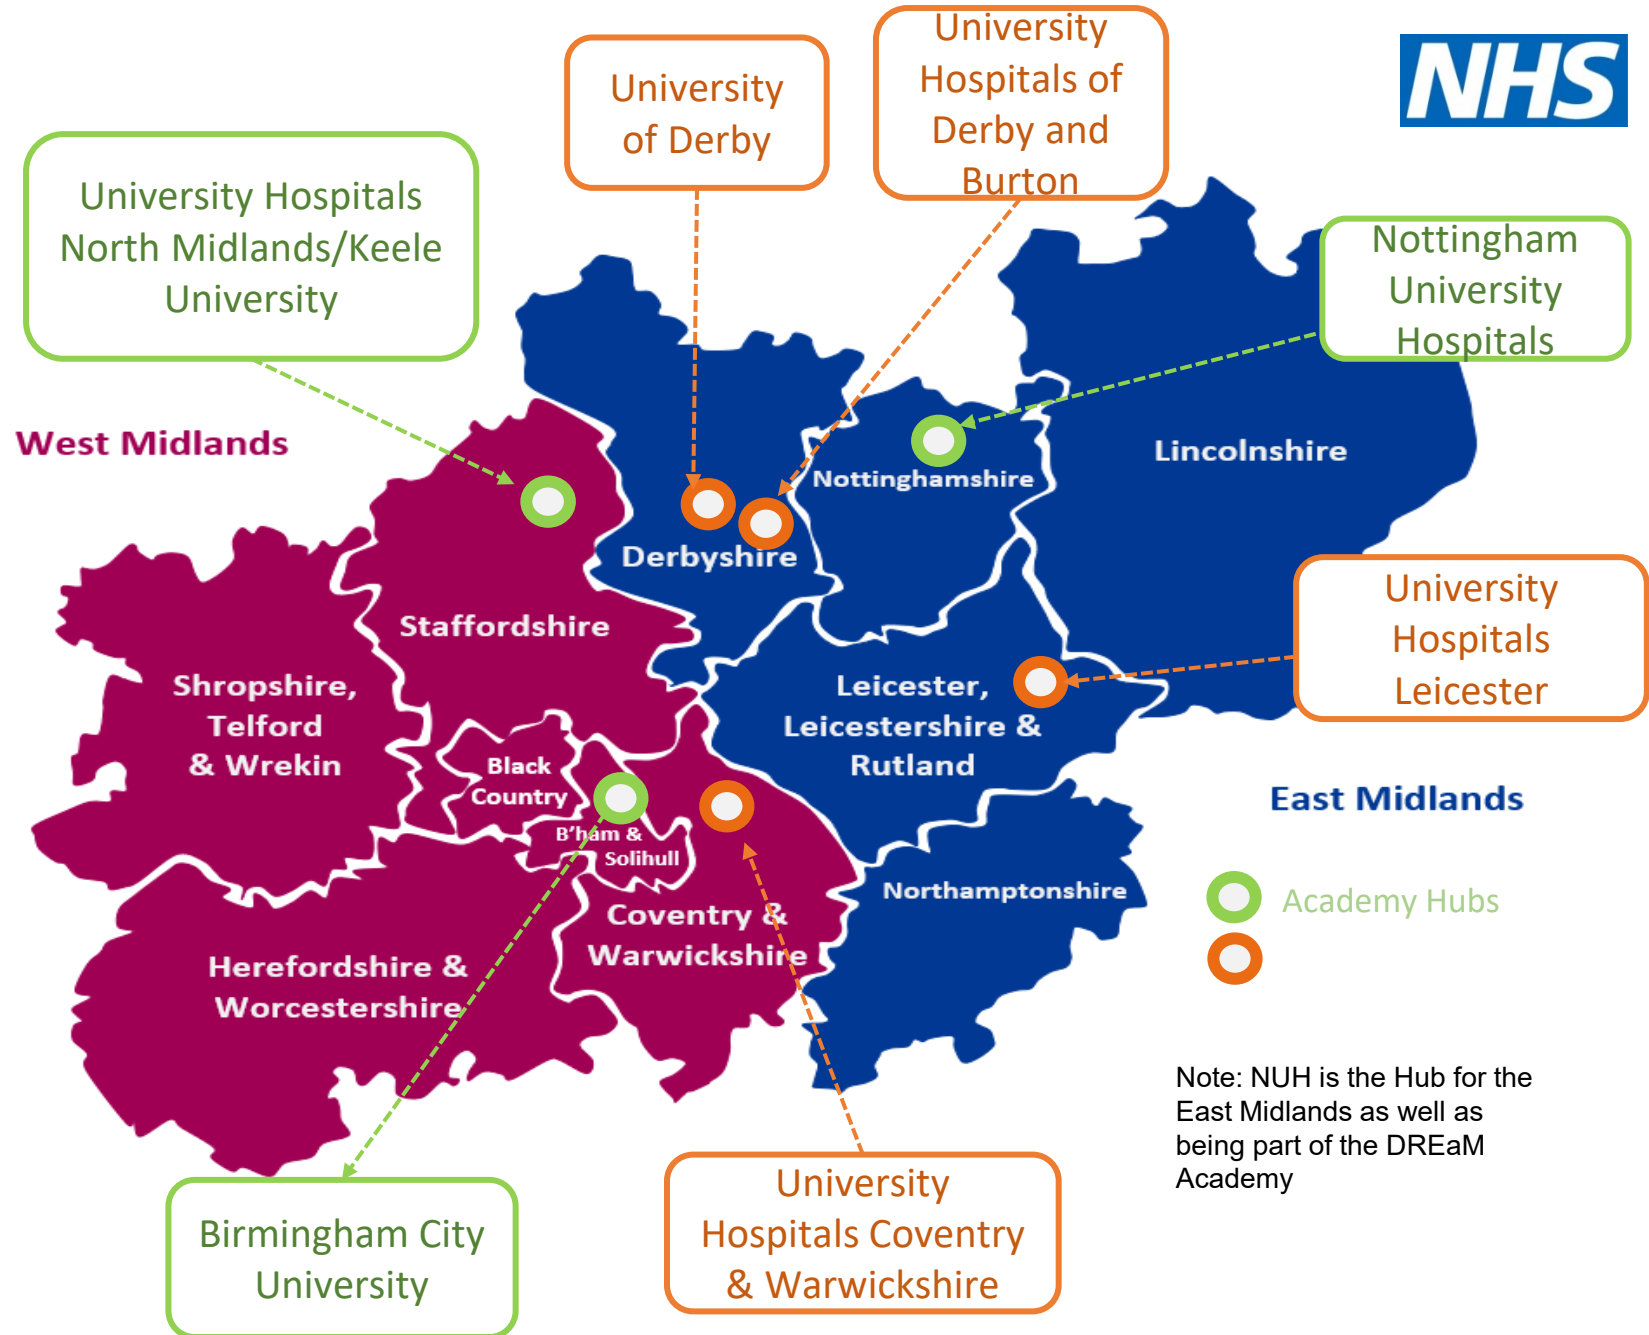 University
of Derby
University
Hospitals of
Derby and
Burton
NHS
University Hospitals
North Midlands/Keele
University
Nottingham
University
Hospitals
West Midlands
Lincolnshire
Nottinghamshire
Derbyshire
Staffordshire
University
Hospitals
Leicester
Shropshire,
Telford
& Wrekin
Leicester,
Leicestershire &
Rutland
Black
Country
East Midlands
B'ham &
Solihull
Northamptonshire
Academy Hubs
Coventry &
Warwickshire
Herefordshire &
Worcestershire
Note: NUH is the Hub for the
East Midlands as well as
being part of the DREaM
Academy
Birmingham City
University
University
Hospitals Coventry
& Warwickshire